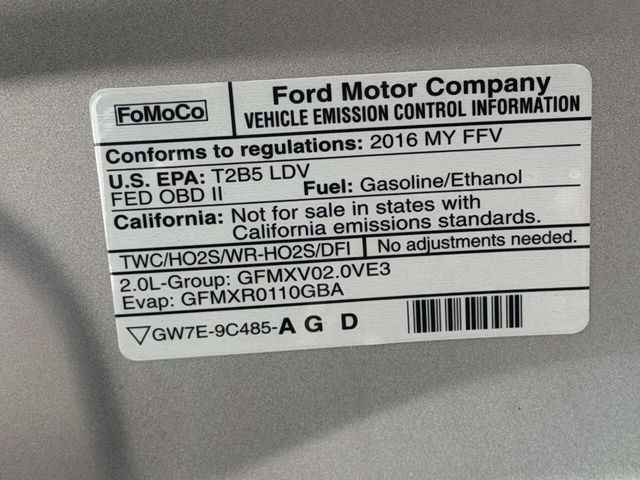 FoMoCo
Ford Motor Company
VEHICLE EMISSION CONTROL INFORMATION
Conforms to regulations: 2016 MY FFV
U.S. EPA: T2B5 LDV
FED OBD II Fuel: Gasoline/Ethanol
California: Not for sale in states with
California emissions standards.
TWC/HO2S/WR-HO2S/DFI No adjustments needed.
2.0L-Group: GFMXV02.0VE3
Evap: GFMXR0110GBA
GW7E-9C485-A G D